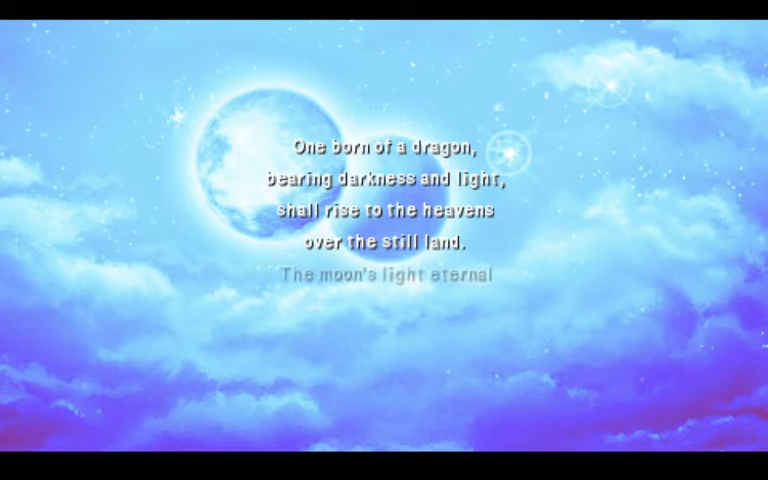 One born of a dragon,
bearing darkness and light,
shall rise to the heavens
over the still land.
The moon's light eternal